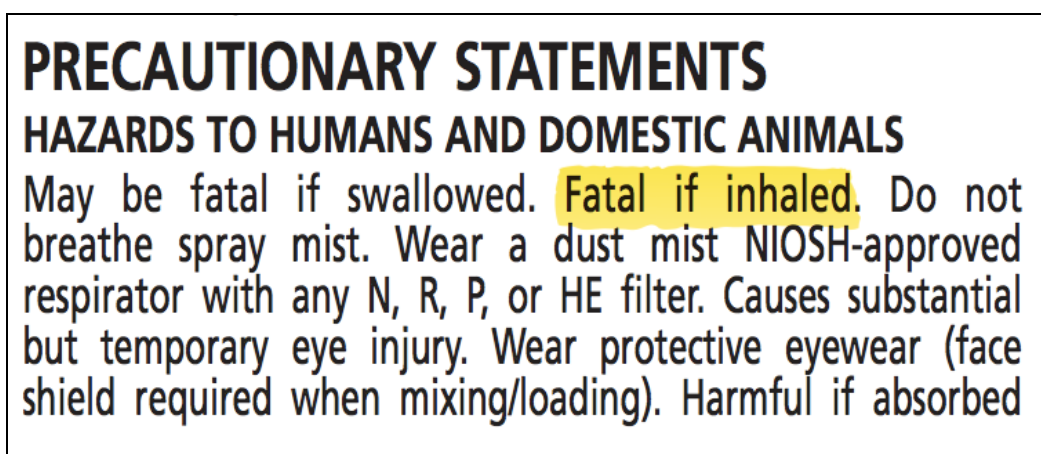 PRECAUTIONARY STATEMENTS
HAZARDS TO HUMANS AND DOMESTIC ANIMALS
May be fatal if swallowed. Fatal if inhaled. Do not
breathe spray mist. Wear a dust mist NIOSH-approved
respirator with any N, R, P, or HE filter. Causes substantial
but temporary eye injury. Wear protective eyewear (face
shield required when mixing/loading). Harmful if absorbed